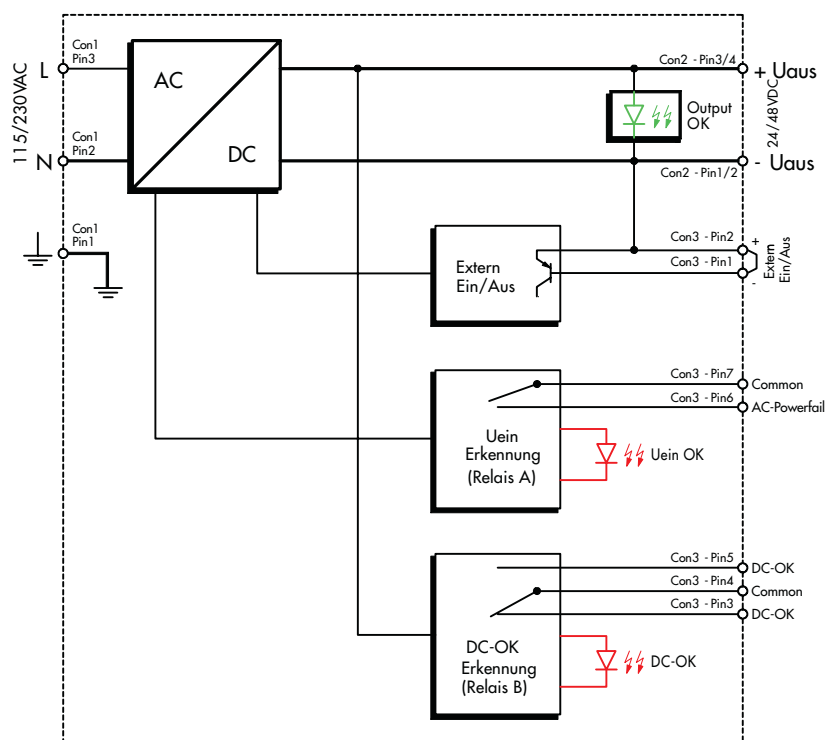 115/230VAC
L
Con1
Pin3
N
Con1
Pin2
Con1
Pin1
AC
DC
Con2 - Pin3/4
+ Uaus
Output
OK
24/48VDC
Con2 - Pin1/2
- Uaus
Extern
Ein/Aus
Con3 - Pin2
Con3 - Pin1
+
-
Extern
Ein/Aus
Uein
Erkennung
(Relais A)
Con3 - Pin7
Common
Con3 - Pin6
AC-Powerfail
Uein OK
DC-OK
Erkennung
(Relais B)
Con3 - Pin5
DC-OK
Con3 - Pin4
Common
Con3 - Pin3
DC-OK
DC-OK